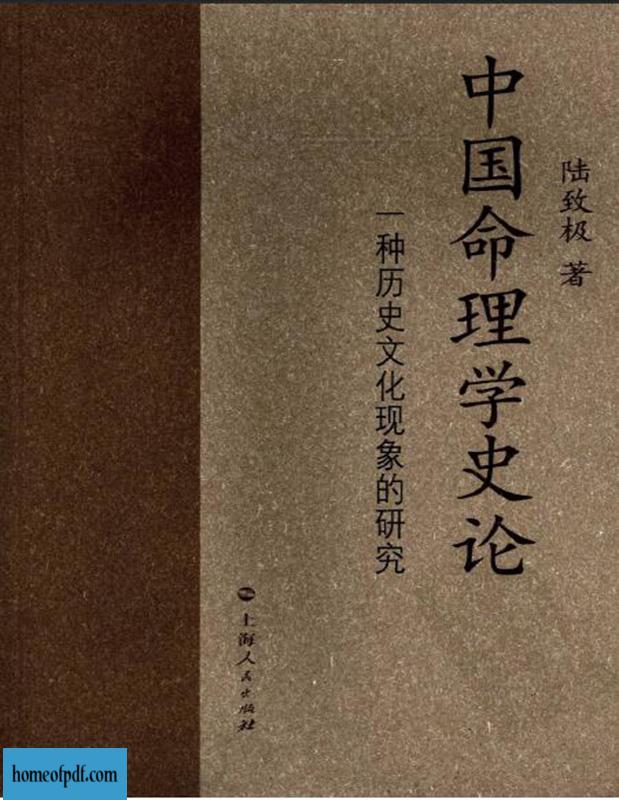 陆致极 著
中国命理学史论
一种历史文化现象的研究
上海人民出版社
homeofpdf.com